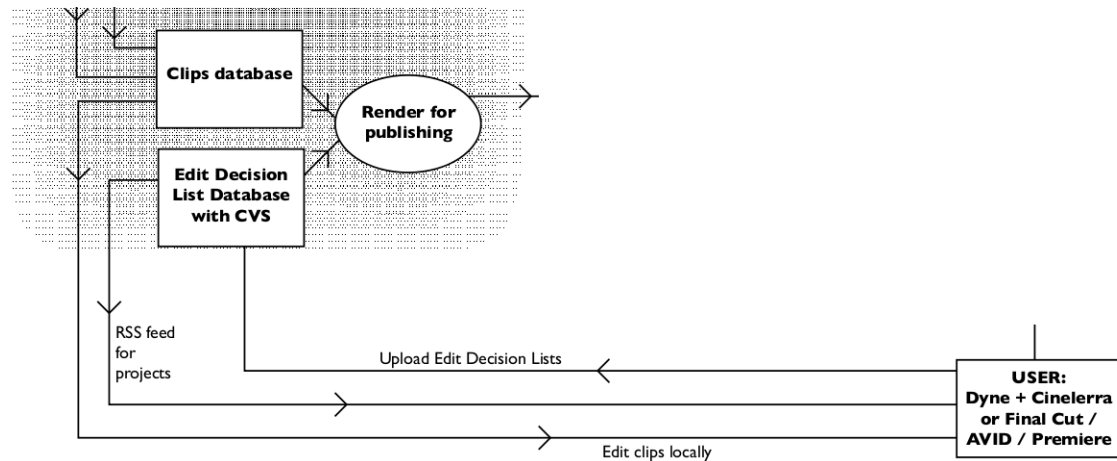 Clips database
Render for
publishing
Edit Decision
List Database
with CVS
RSS feed
for
projects
Upload Edit Decision Lists
USER:
Dyne + Cinelerra
or Final Cut /
AVID / Premiere
Edit clips locally